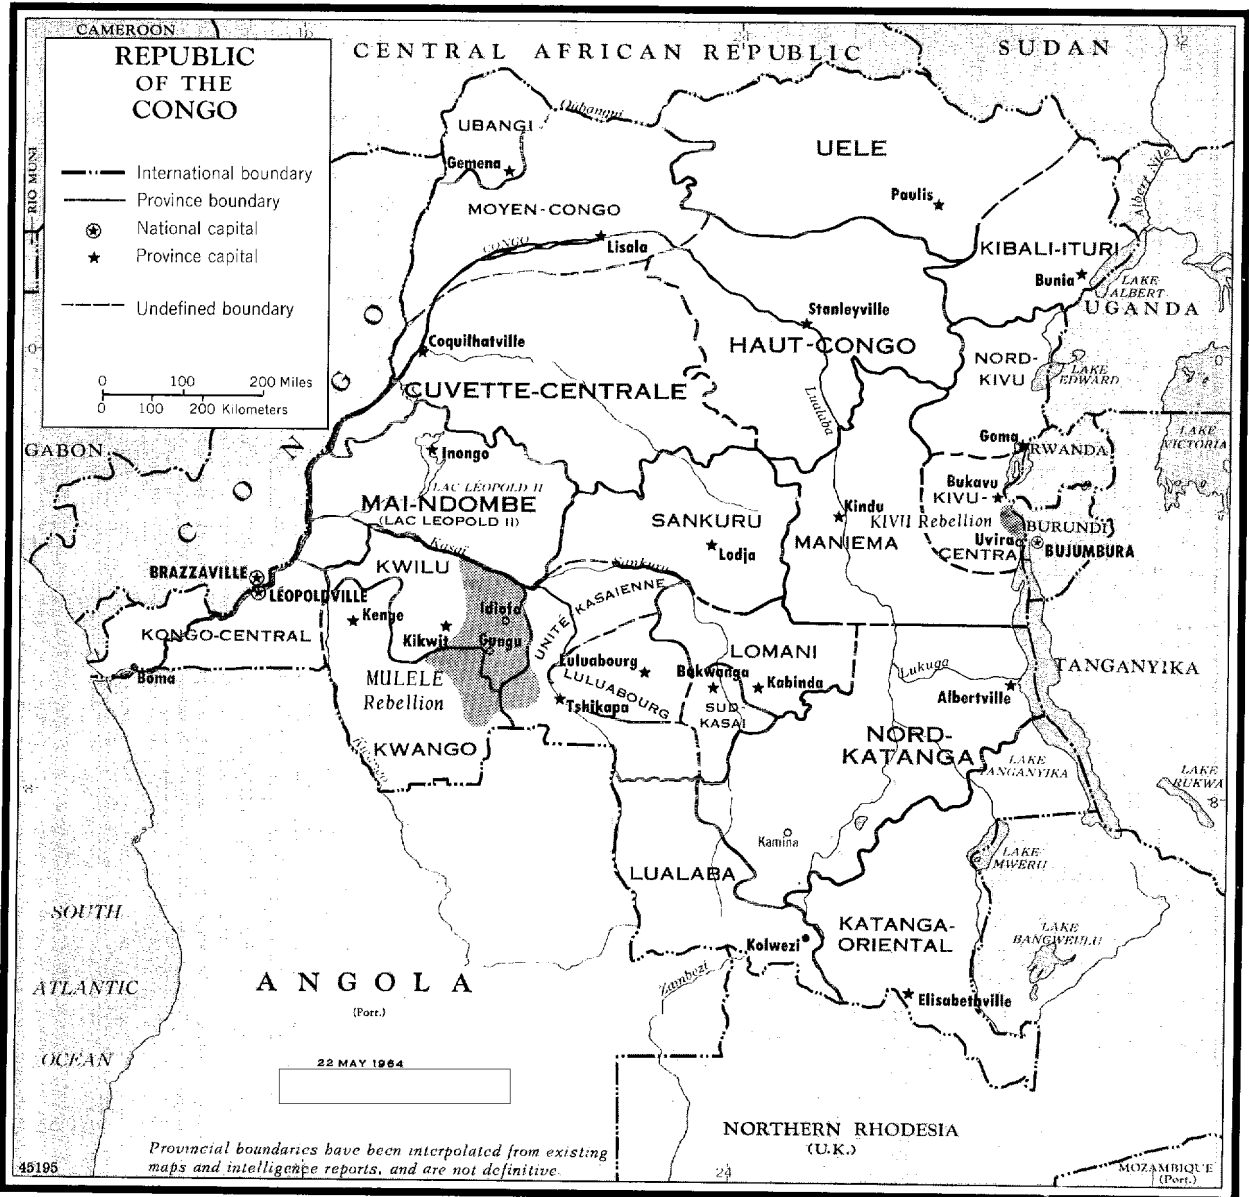 CAMEROON
REPUBLIC
OF THE
CONGO
International boundary
Province boundary
National capital
Province capital
Undefined boundary
0 100 200 Miles
0 100 200 Kilometers
CENTRAL AFRICAN REPUBLIC
SUDAN
RIO MUNI
UBANGI
Oubangui
Gemena
UELE
Paulis
Albert Nile
MOYEN-CONGO
CONGO
Lisala
KIBALI-ITURI
Bunia
LAKE
ALBERT
UGANDA
Stanleyville
HAUT-CONGO
Coquilhatville
CUVETTE-CENTRALE
Lualaba
NORD-
KIVU
LAKE
EDWARD
0
0
CONGO
GABON
LAKE
VICTORIA
Inongo
LAC LÉOPOLD II
MAI-NDOMBE
(LAC LEOPOLD II)
Goma
RWANDA
Bukavu
KIVU-
KIVU Rebellion
BURUNDI
Uvira
CENTRAL
BUJUMBURA
SANKURU
Lodja
Kindu
MANIEMA
BRAZZAVILLE
LÉOPOLDVILLE
Kasai
KWILU
Sankuru
Idiofa
Kenge
Kikwit
Gungu
UNITÉ KASAIENNE
KONGO-CENTRAL
Boma
MULELE
Rebellion
Luluabourg
LULUABOURG
Tshikapa
Bakwanga
SUD
KASAI
LOMANI
Kabinda
Lukuga
Albertville
TANGANYIKA
KWANGO
NORD-
KATANGA
LAKE
TANGANYIKA
LAKE
RUKWA
8
8
Kamina
LAKE
MWERU
LUALABA
KATANGA-
ORIENTAL
Kolwezi
LAKE
BANGWEULU
Zambezi
Elisabethville
SOUTH
ATLANTIC
OCEAN
ANGOLA
(Port.)
22 MAY 1964
NORTHERN RHODESIA
(U.K.)
Provincial boundaries have been interpolated from existing
maps and intelligence reports, and are not definitive
45195
24
MOZAMBIQUE
(Port.)